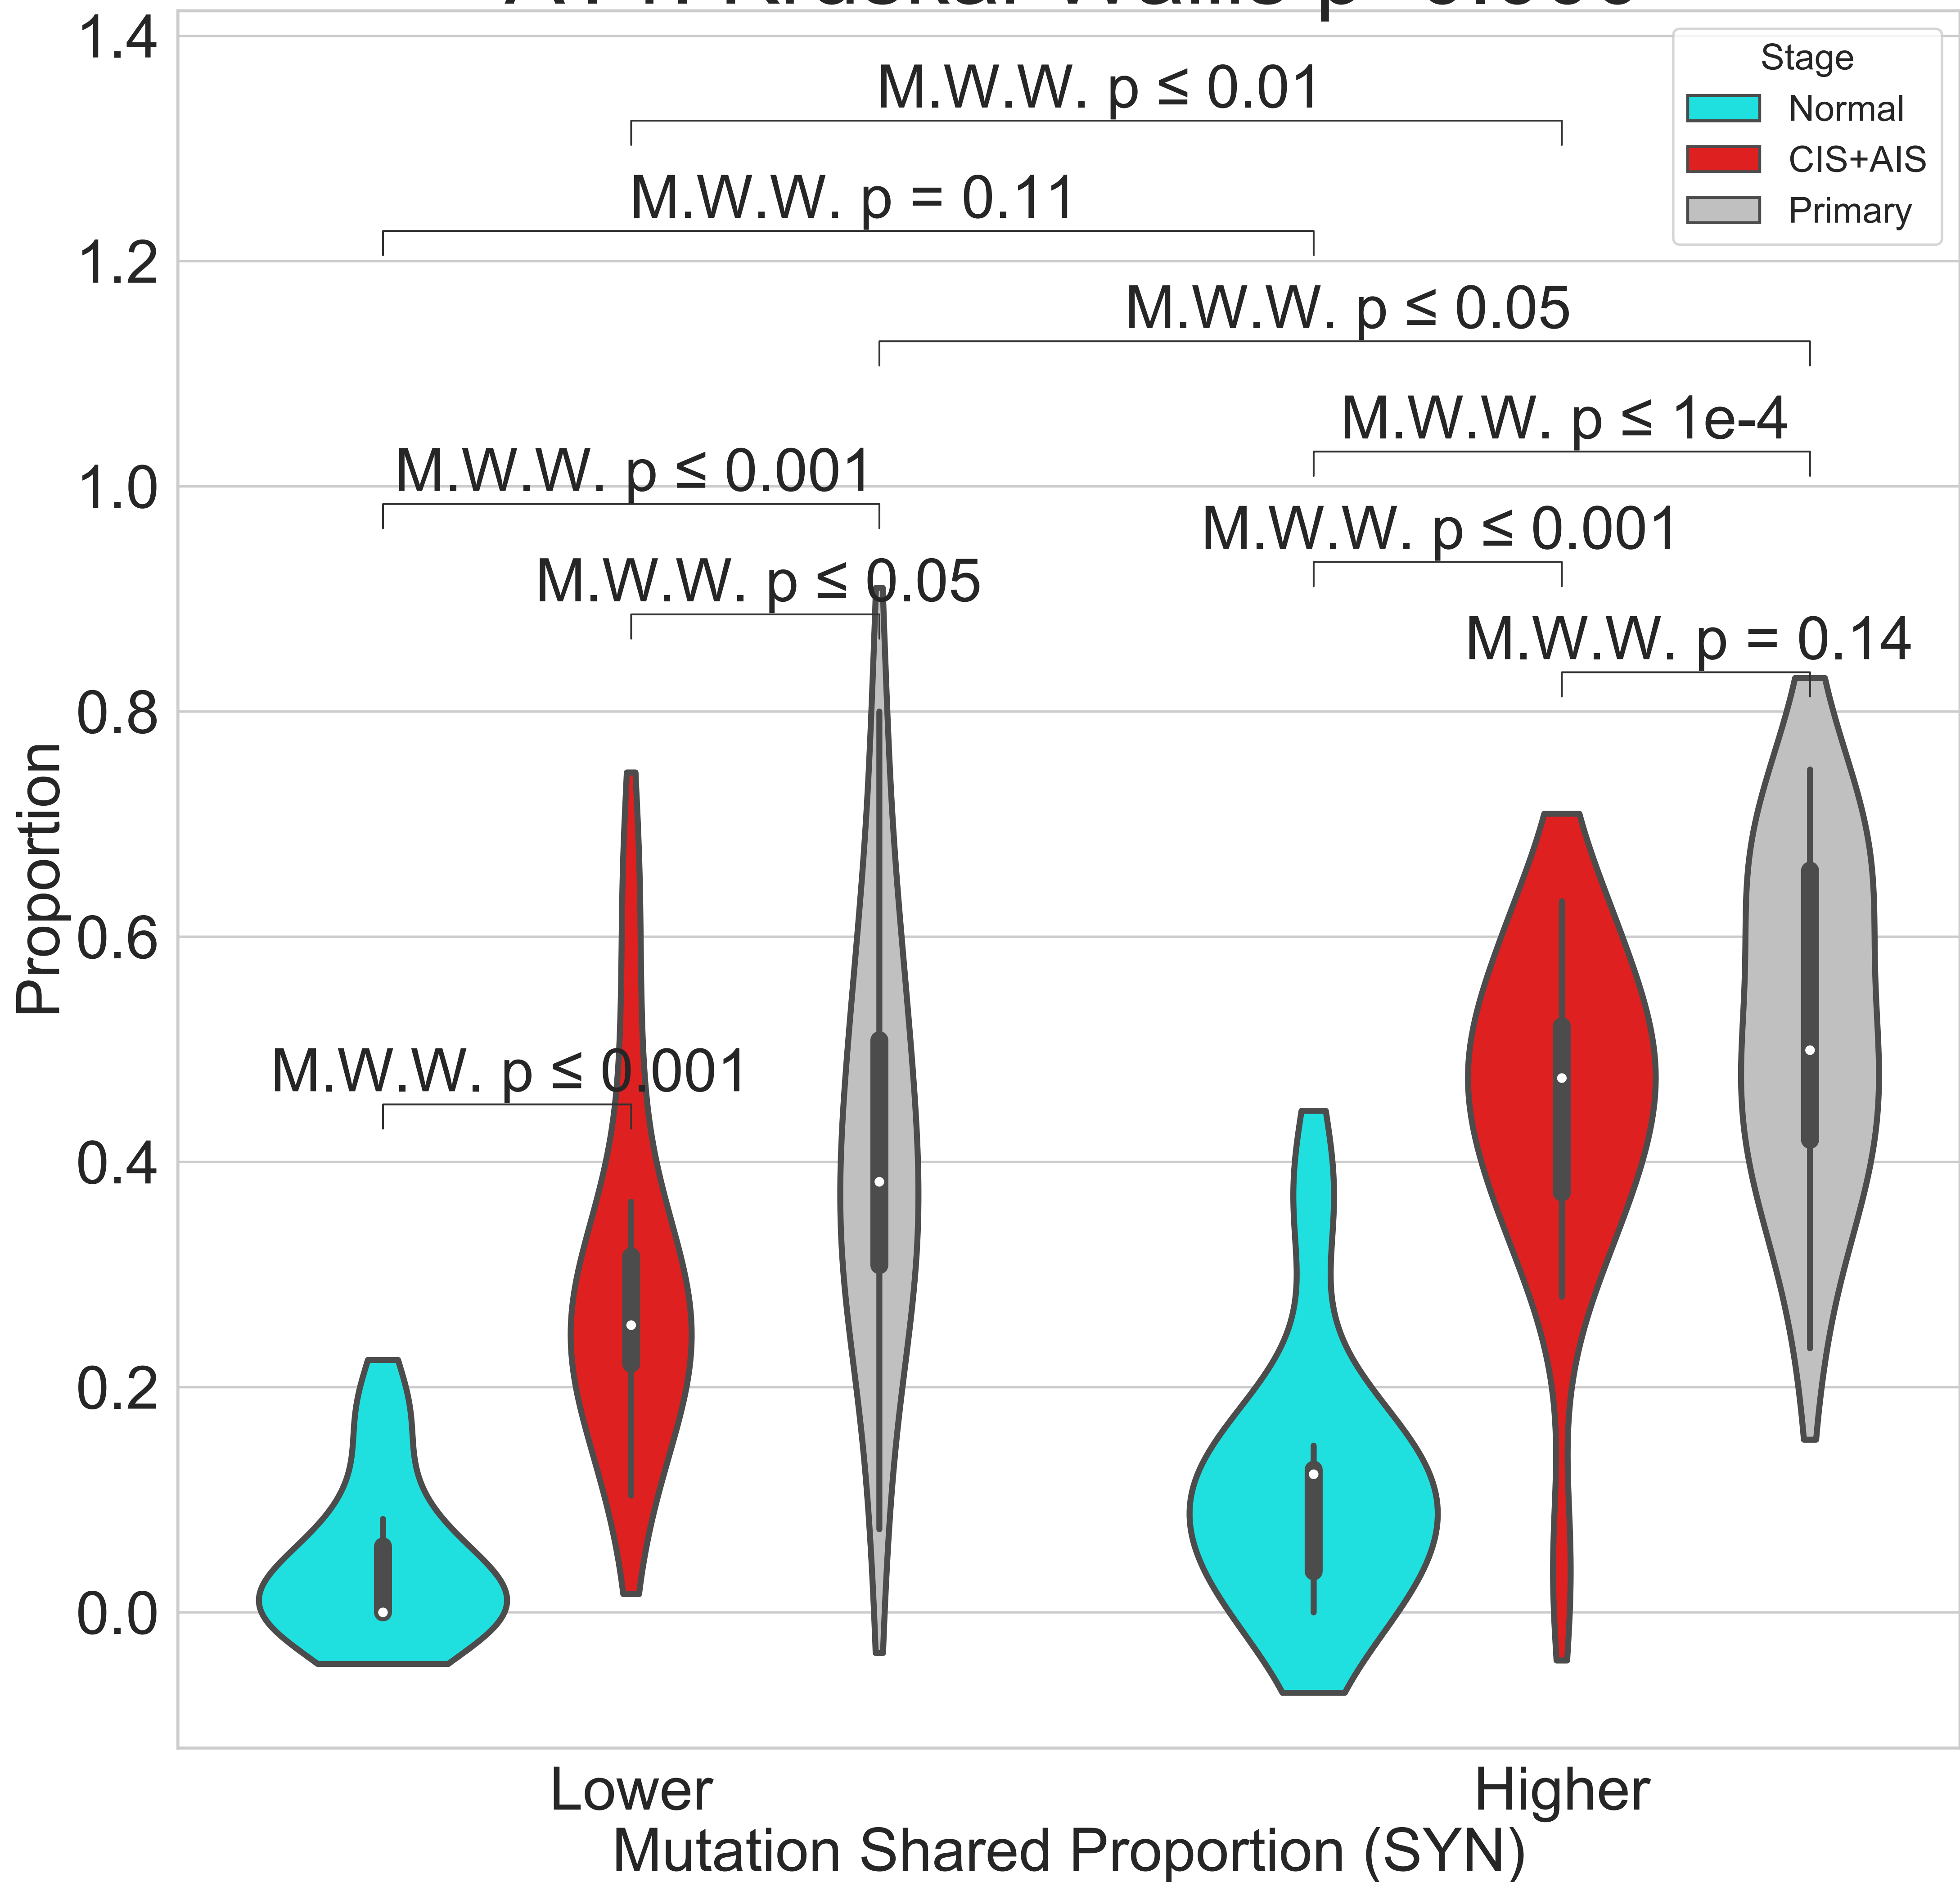 Stage
Normal
CIS+AIS
Primary
1.4
1.2
1.0
0.8
0.6
0.4
0.2
0.0
Proportion
M.W.W. p ≤ 0.01
M.W.W. p = 0.11
M.W.W. p ≤ 0.05
M.W.W. p ≤ 1e-4
M.W.W. p ≤ 0.001
M.W.W. p ≤ 0.001
M.W.W. p ≤ 0.05
M.W.W. p = 0.14
M.W.W. p ≤ 0.001
Lower
Higher
Mutation Shared Proportion (SYN)